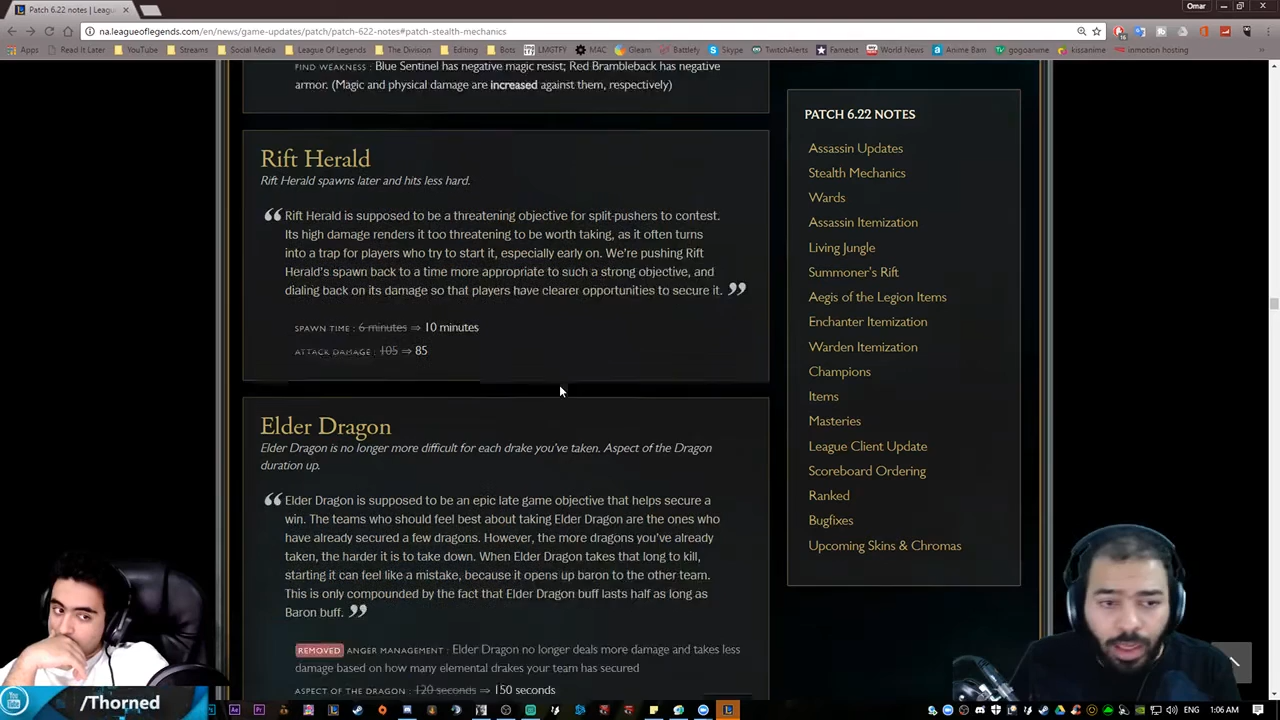 Patch 6.22 notes | Leagu
Omar
na.leagueoflegends.com/en/news/game-updates/patch/patch-622-notes#patch-stealth-mechanics
Apps Read it Later YouTube Streams Social Media League Of Legends The Division Editing Bots LMGTFY MAC Gleam Battlefy Skype TwitchAlerts Famebit World News Anime Bam gogoanime kissanime inmotion hosting
FIND WEAKNESS : Blue Sentinel has negative magic resist; Red Brambleback has negative
armor. (Magic and physical damage are increased against them, respectively)
Rift Herald
Rift Herald spawns later and hits less hard.
“ Rift Herald is supposed to be a threatening objective for split-pushers to contest.
Its high damage renders it too threatening to be worth taking, as it often turns
into a trap for players who try to start it, especially early on. We're pushing Rift
Herald's spawn back to a time more appropriate to such a strong objective, and
dialing back on its damage so that players have clearer opportunities to secure it. ”
SPAWN TIME : 6 minutes ⇒ 10 minutes
ATTACK DAMAGE : 105 ⇒ 85
Elder Dragon
Elder Dragon is no longer more difficult for each drake you've taken. Aspect of the Dragon
duration up.
“ Elder Dragon is supposed to be an epic late game objective that helps secure a
win. The teams who should feel best about taking Elder Dragon are the ones who
have already secured a few dragons. However, the more dragons you've already
taken, the harder it is to take down. When Elder Dragon takes that long to kill,
starting it can feel like a mistake, because it opens up baron to the other team.
This is only compounded by the fact that Elder Dragon buff lasts half as long as
Baron buff. ”
REMOVED ANGER MANAGEMENT : Elder Dragon no longer deals more damage and takes less
damage based on how many elemental drakes your team has secured
ASPECT OF THE DRAGON : 120 seconds ⇒ 150 seconds
PATCH 6.22 NOTES
Assassin Updates
Stealth Mechanics
Wards
Assassin Itemization
Living Jungle
Summoner's Rift
Aegis of the Legion Items
Enchanter Itemization
Warden Itemization
Champions
Items
Masteries
League Client Update
Scoreboard Ordering
Ranked
Bugfixes
Upcoming Skins & Chromas
You Tube
/Thorned
ENG 1:06 AM